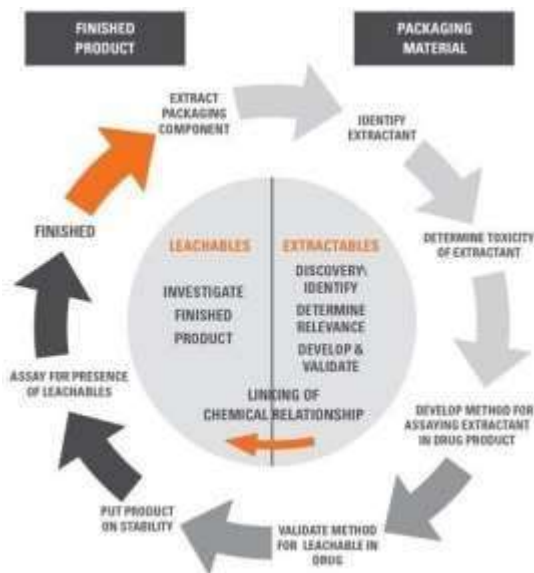 FINISHED
PRODUCT
PACKAGING
MATERIAL
EXTRACT
PACKAGING
COMPONENT
IDENTIFY
EXTRACTANT
DETERMINE TOXICITY
OF EXTRACTANT
DEVELOP METHOD FOR
ASSAYING EXTRACTANT
IN DRUG PRODUCT
VALIDATE METHOD
FOR LEACHABLE IN
DRUG
PUT PRODUCT
ON STABILITY
ASSAY FOR PRESENCE
OF LEACHABLES
FINISHED
LEACHABLES
INVESTIGATE
FINISHED
PRODUCT
EXTRACTABLES
DISCOVERY\
IDENTIFY
DETERMINE
RELEVANCE
DEVELOP &
VALIDATE
LINKING OF
CHEMICAL RELATIONSHIP